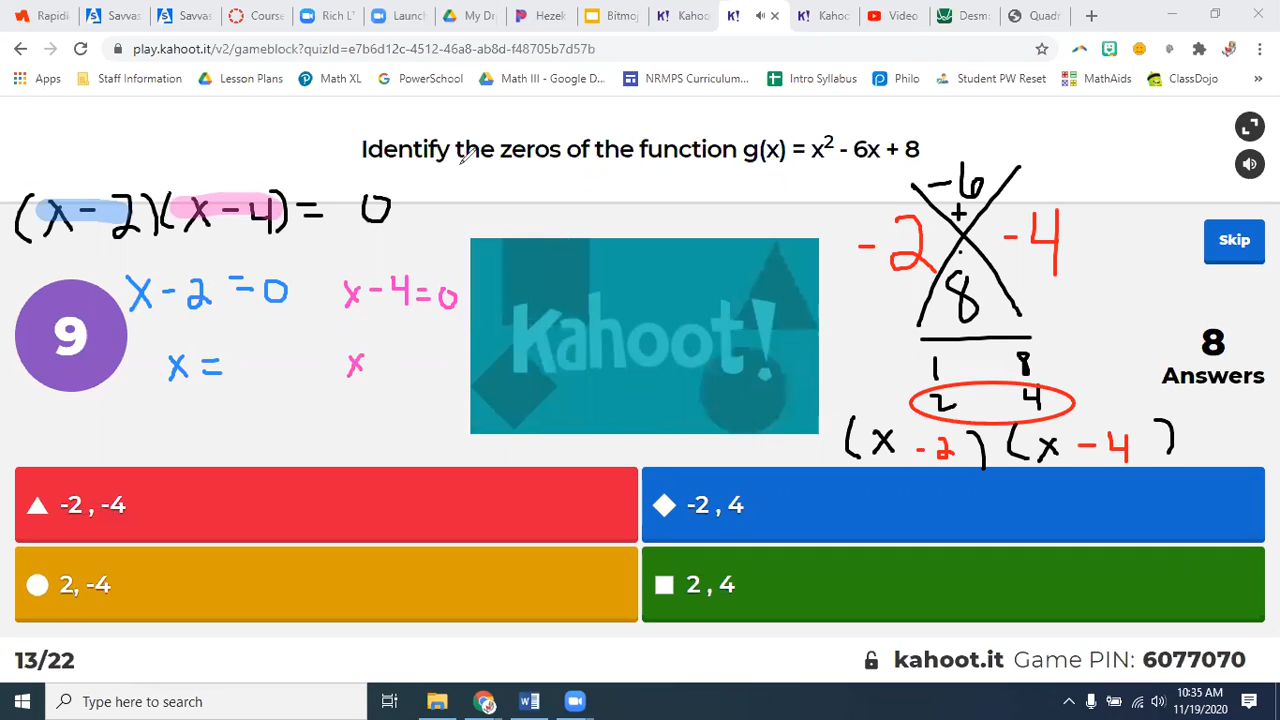 Rapidi
Savvas
Savvas
Course
Rich L
Launch
My Dr
Hezek
Bitmoj
Kahoo
K!
Kahoo
Video
Desm
Quadr
play.kahoot.it/v2/gameblock?quizId=e7b6d12c-4512-46a8-ab8d-f48705b7d57b
Apps
Staff Information
Lesson Plans
Math XL
PowerSchool
Math III - Google D...
NRMPS Curriculum...
Intro Syllabus
Philo
Student PW Reset
MathAids
ClassDojo
Identify the zeros of the function g(x) = x² - 6x + 8
(x-2)(x-4) = 0
x-2=0
x-4=0
x=
x
9
Kahoot!
-6
+
-2
-4
·
8
1 8
2 4
(x -2)(x -4)
Skip
8
Answers
-2 , -4
-2 , 4
2, -4
2 , 4
13/22
kahoot.it Game PIN: 6077070
Type here to search
10:35 AM
11/19/2020